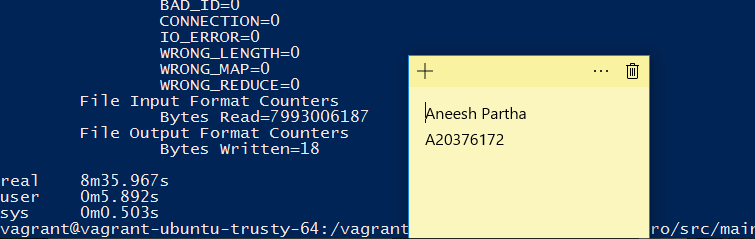 BAD_ID=0
CONNECTION=0
IO_ERROR=0
WRONG_LENGTH=0
WRONG_MAP=0
WRONG_REDUCE=0
File Input Format Counters
Bytes Read=7993006187
File Output Format Counters
Bytes Written=18
real 8m35.967s
user 0m5.892s
sys 0m0.503s
vagrant@vagrant-ubuntu-trusty-64:/vagrant ro/src/mai
Aneesh Partha
A20376172